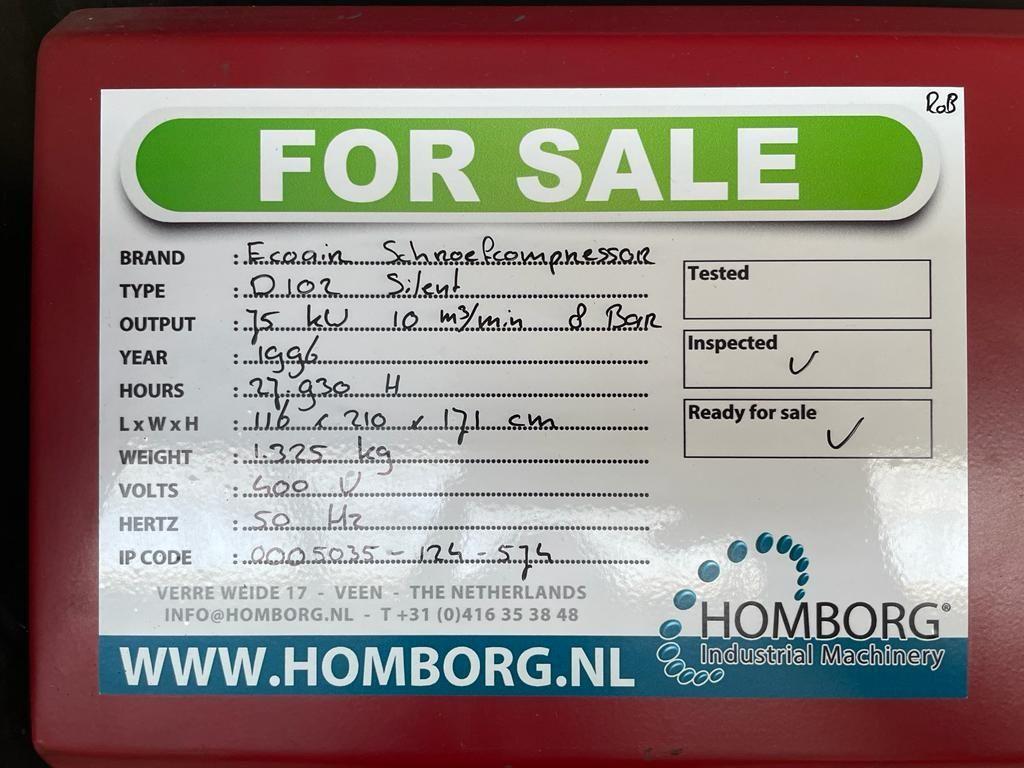 RoB
FOR SALE
BRAND : Ecoair Schroefcompressor
TYPE : D102 Silent
OUTPUT : 75 kW 10 m³/min 8 Bar
YEAR : 1996
HOURS : 27.930 H
L x W x H : 116 x 210 x 171 cm
WEIGHT : 1.325 kg
VOLTS : 400 V
HERTZ : 50 Hz
IP CODE : 0005035-124-574
Tested
Inspected ✓
Ready for sale ✓
VERRE WEIDE 17 - VEEN - THE NETHERLANDS
INFO@HOMBORG.NL - T +31 (0)416 35 38 48
WWW.HOMBORG.NL
HOMBORG®
Industrial Machinery